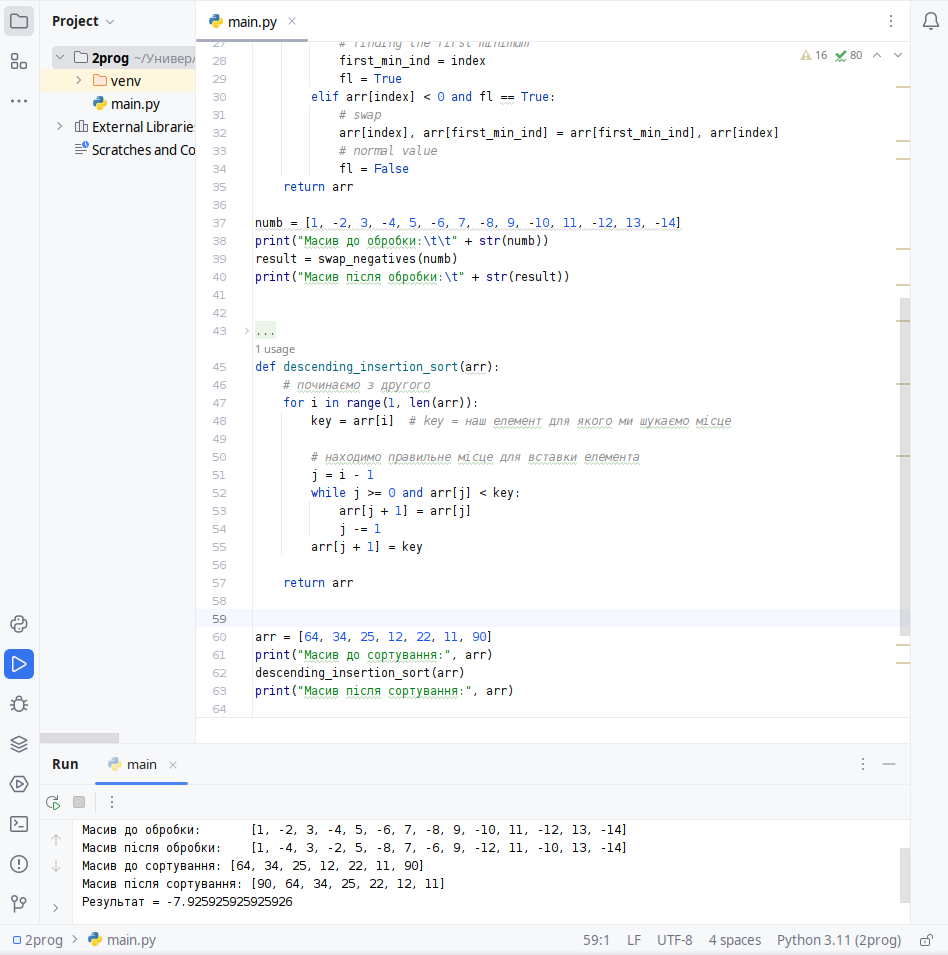 Project
main.py
2prog ~/Універ/
venv
main.py
External Librarie
Scratches and Co
16 80
27 # finding the first minimum
28 first_min_ind = index
29 fl = True
30 elif arr[index] < 0 and fl == True:
31 # swap
32 arr[index], arr[first_min_ind] = arr[first_min_ind], arr[index]
33 # normal value
34 fl = False
35 return arr
36
37 numb = [1, -2, 3, -4, 5, -6, 7, -8, 9, -10, 11, -12, 13, -14]
38 print("Масив до обробки:\t\t" + str(numb))
39 result = swap_negatives(numb)
40 print("Масив після обробки:\t" + str(result))
41
42
43 ...
1 usage
45 def descending_insertion_sort(arr):
46 # починаємо з другого
47 for i in range(1, len(arr)):
48 key = arr[i]  # key = наш елемент для якого ми шукаємо місце
49
50 # находимо правильне місце для вставки елемента
51 j = i - 1
52 while j >= 0 and arr[j] < key:
53 arr[j + 1] = arr[j]
54 j -= 1
55 arr[j + 1] = key
56
57 return arr
58
59
60 arr = [64, 34, 25, 12, 22, 11, 90]
61 print("Масив до сортування:", arr)
62 descending_insertion_sort(arr)
63 print("Масив після сортування:", arr)
64
Run main
Масив до обробки: [1, -2, 3, -4, 5, -6, 7, -8, 9, -10, 11, -12, 13, -14]
Масив після обробки: [1, -4, 3, -2, 5, -8, 7, -6, 9, -12, 11, -10, 13, -14]
Масив до сортування: [64, 34, 25, 12, 22, 11, 90]
Масив після сортування: [90, 64, 34, 25, 22, 12, 11]
Результат = -7.925925925925926
2prog > main.py 59:1 LF UTF-8 4 spaces Python 3.11 (2prog)